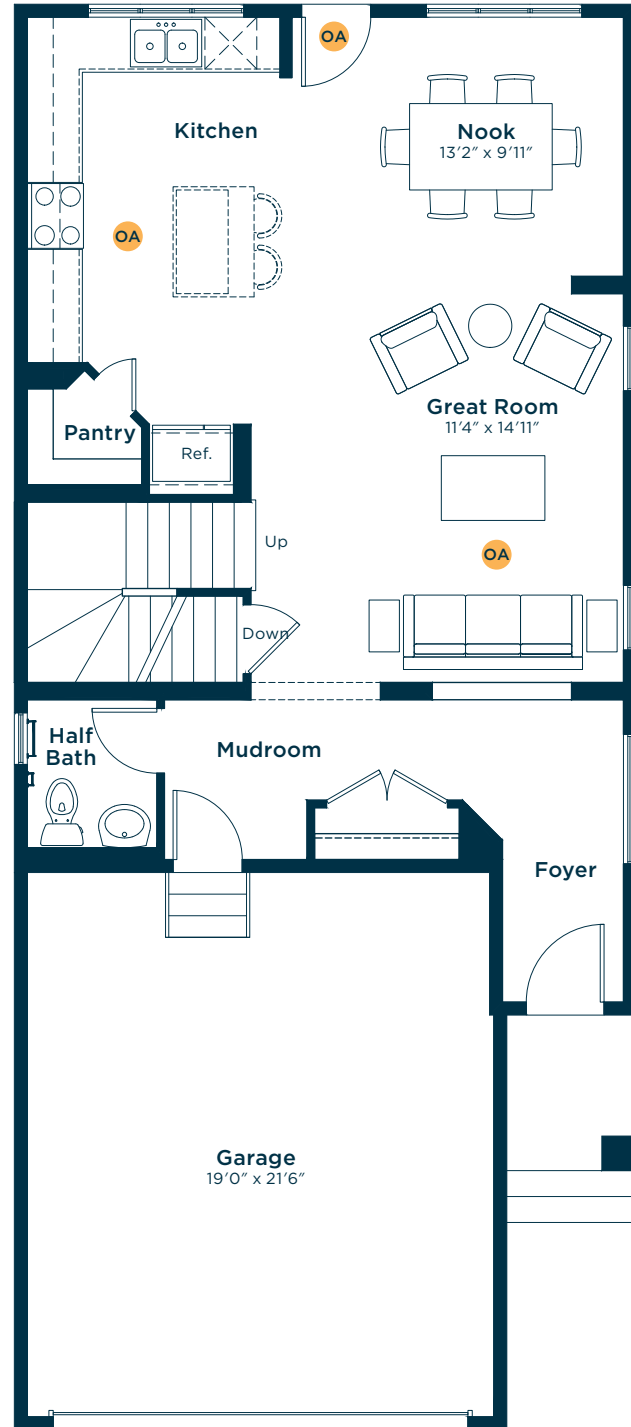 OA
Kitchen
Nook
13′2″ x 9′11″
OA
Great Room
11′4″ x 14′11″
Pantry
Ref.
Up
OA
Down
Half
Bath
Mudroom
Foyer
Garage
19′0″ x 21′6″